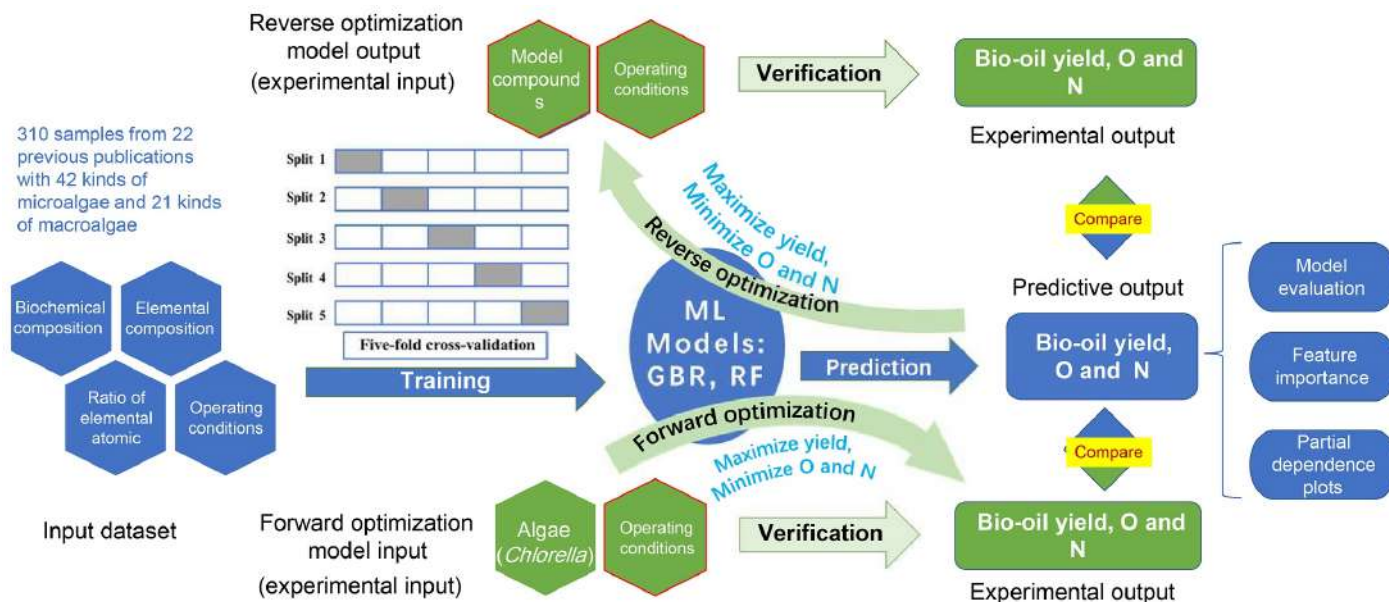 Reverse optimization
model output
(experimental input)
Model
compound
s
Operating
conditions
Verification
Bio-oil yield, O and
N
Experimental output
310 samples from 22
previous publications
with 42 kinds of
microalgae and 21 kinds
of macroalgae
Split 1
Split 2
Split 3
Split 4
Split 5
Five-fold cross-validation
Maximize yield,
Minimize O and N
Reverse optimization
Compare
Predictive output
Biochemical
composition
Elemental
composition
Ratio of
elemental
atomic
Operating
conditions
Input dataset
Training
ML
Models:
GBR, RF
Prediction
Bio-oil yield,
O and N
Model
evaluation
Feature
importance
Partial
dependence
plots
Forward optimization
Maximize yield,
Minimize O and N
Compare
Forward optimization
model input
(experimental input)
Algae
(Chlorella)
Operating
conditions
Verification
Bio-oil yield, O and
N
Experimental output